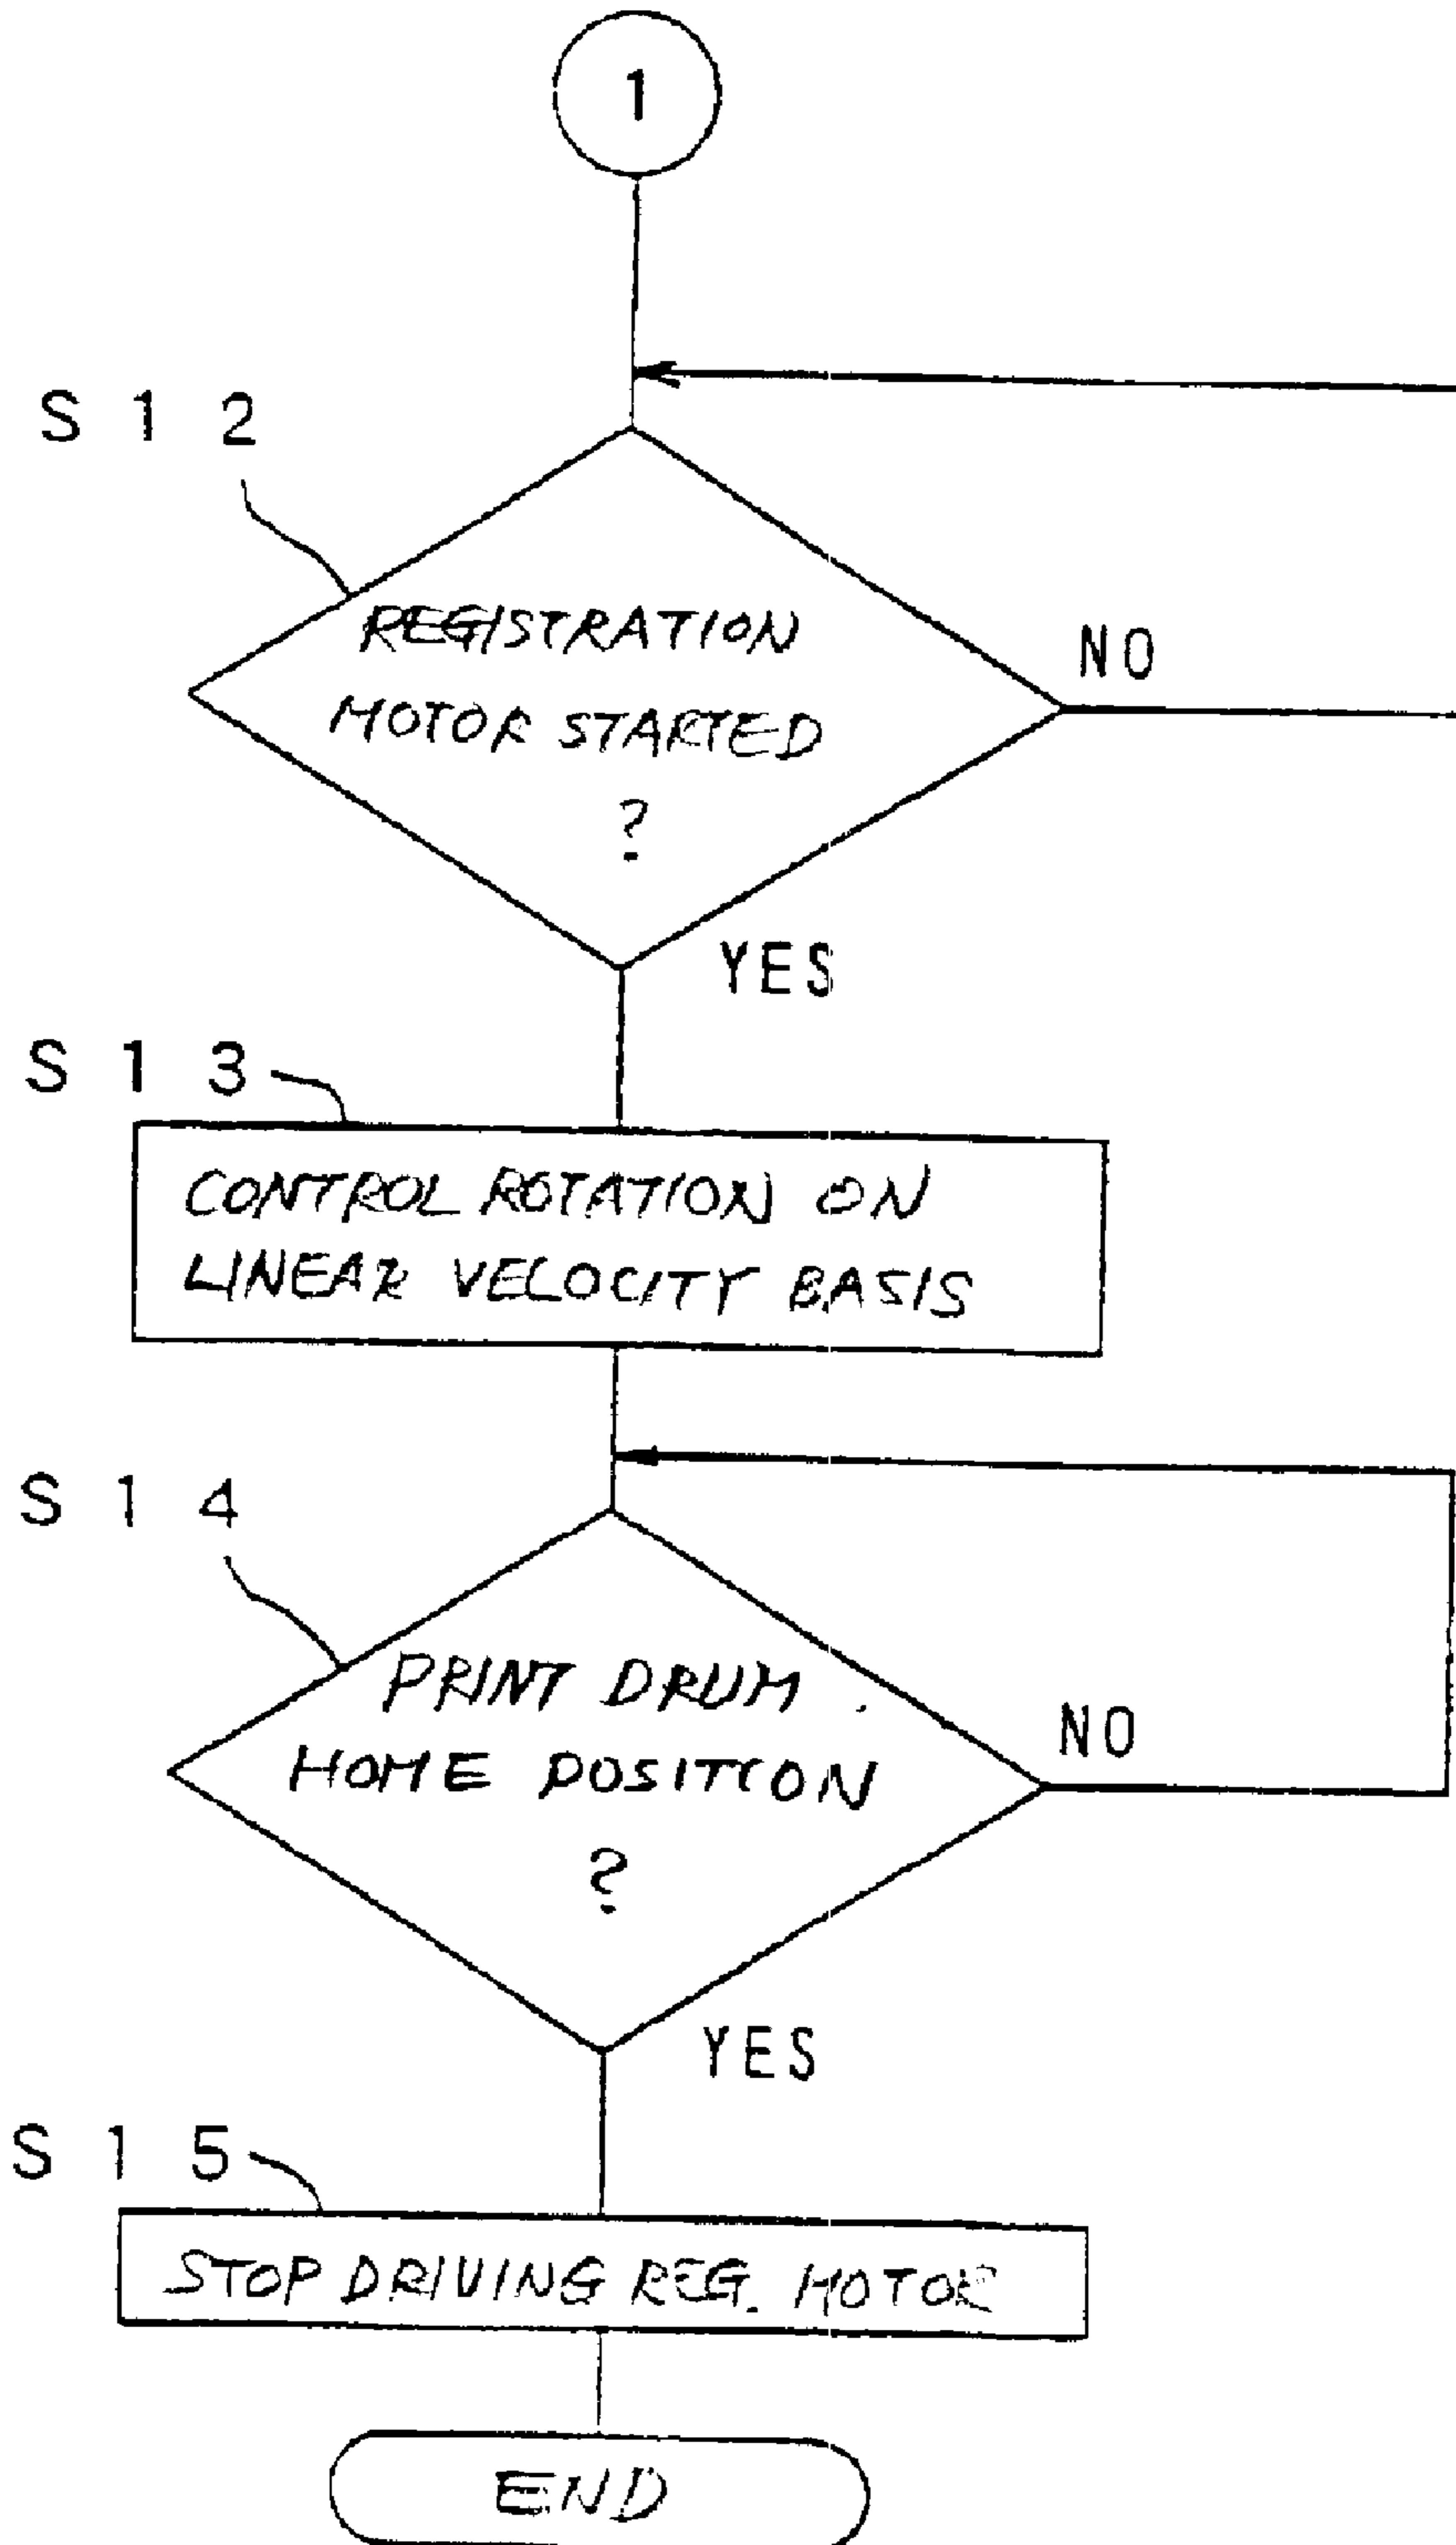 1
S 1 2
REGISTRATION
MOTOR STARTED
?
NO
YES
S 1 3
CONTROL ROTATION ON
LINEAR VELOCITY BASIS
S 1 4
PRINT DRUM
HOME POSITION
?
NO
YES
S 1 5
STOP DRIVING REG. MOTOR
END